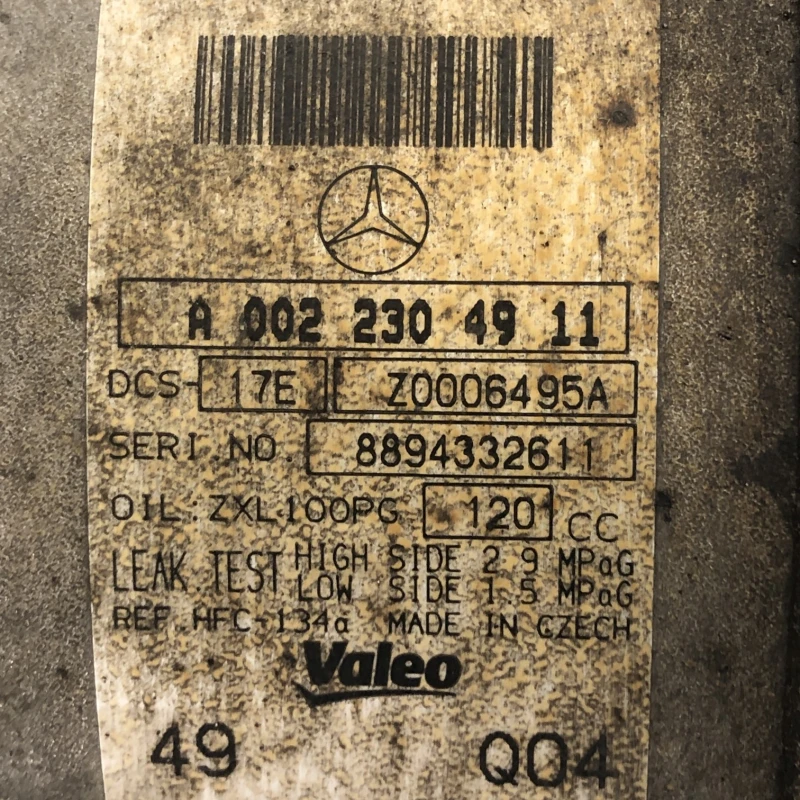 A 002 230 49 11
DCS-17E Z0006495A
SERI.NO. 8894332611
OIL:ZXL100PG 120 CC
LEAK.TEST HIGH SIDE 2.9 MPaG
LOW SIDE 1.5 MPaG
REF.HFC-134a MADE IN CZECH
Valeo
49 Q04